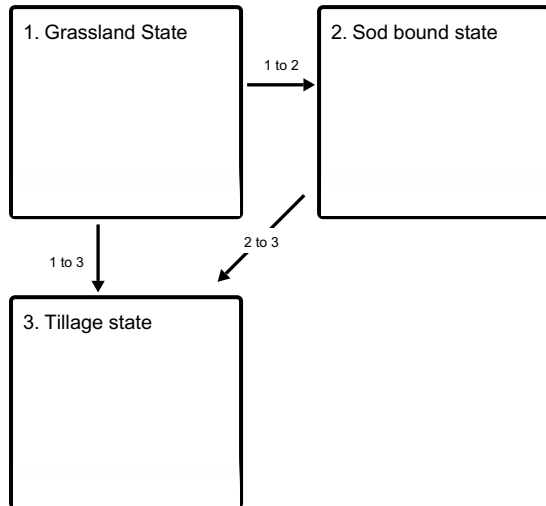 1. Grassland State
2. Sod bound state
1 to 2
2 to 3
1 to 3
3. Tillage state